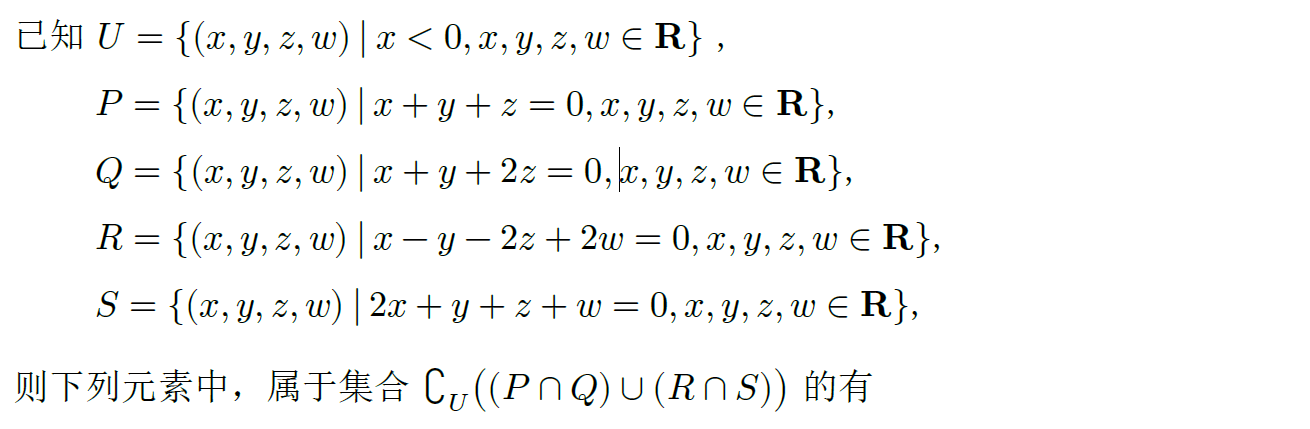 已知 U = {(x, y, z, w) | x < 0, x, y, z, w ∈ R} ，
P = {(x, y, z, w) | x + y + z = 0, x, y, z, w ∈ R},
Q = {(x, y, z, w) | x + y + 2z = 0, x, y, z, w ∈ R},
R = {(x, y, z, w) | x − y − 2z + 2w = 0, x, y, z, w ∈ R},
S = {(x, y, z, w) | 2x + y + z + w = 0, x, y, z, w ∈ R},
则下列元素中，属于集合 ∁_U((P ∩ Q) ∪ (R ∩ S)) 的有